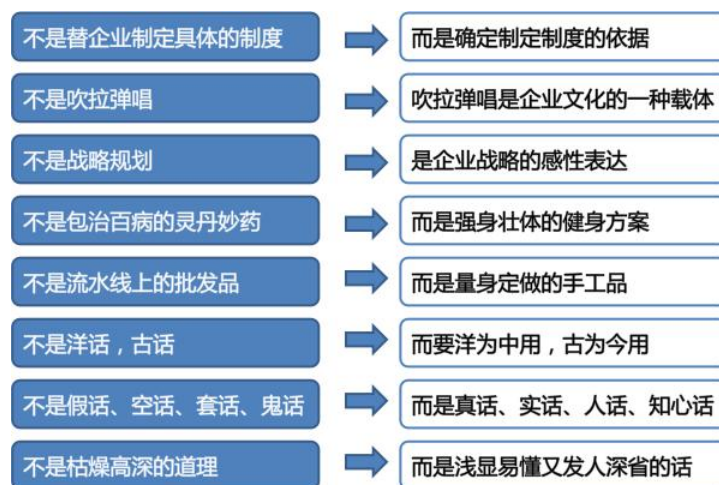 不是替企业制定具体的制度
而是确定制定制度的依据
不是吹拉弹唱
吹拉弹唱是企业文化的一种载体
不是战略规划
是企业战略的感性表达
不是包治百病的灵丹妙药
而是强身壮体的健身方案
不是流水线上的批发品
而是量身定做的手工品
不是洋话，古话
而要洋为中用，古为今用
不是假话、空话、套话、鬼话
而是真话、实话、人话、知心话
不是枯燥高深的道理
而是浅显易懂又发人深省的话